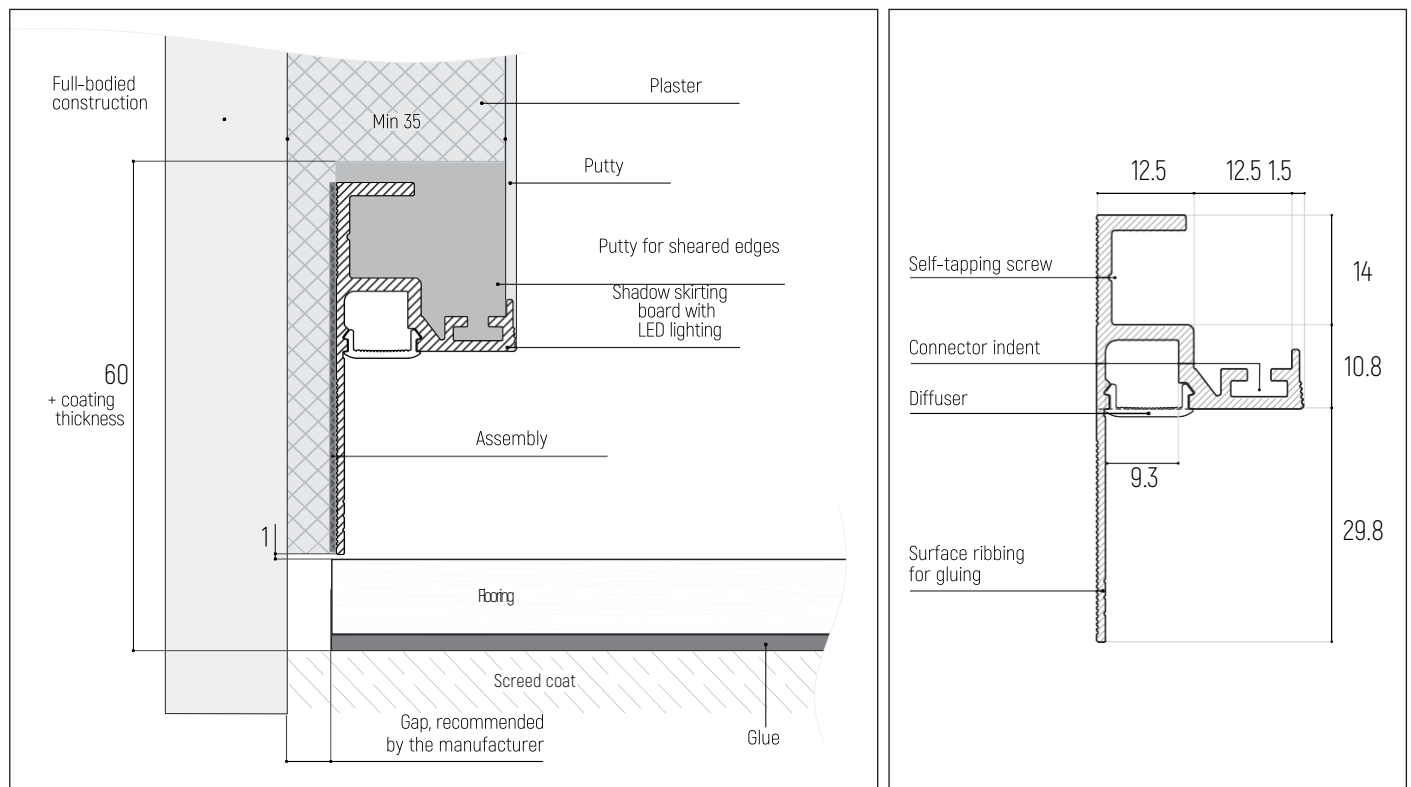 Full-bodied
construction
Plaster
Min 35
Putty
Putty for sheared edges
Shadow skirting
board with
LED lighting
60
+ coating
thickness
Assembly
1
Flooring
Screed coat
Gap, recommended
by the manufacturer
Glue
12.5 12.5 1.5
Self-tapping screw
14
Connector indent
10.8
Diffuser
9.3
29.8
Surface ribbing
for gluing